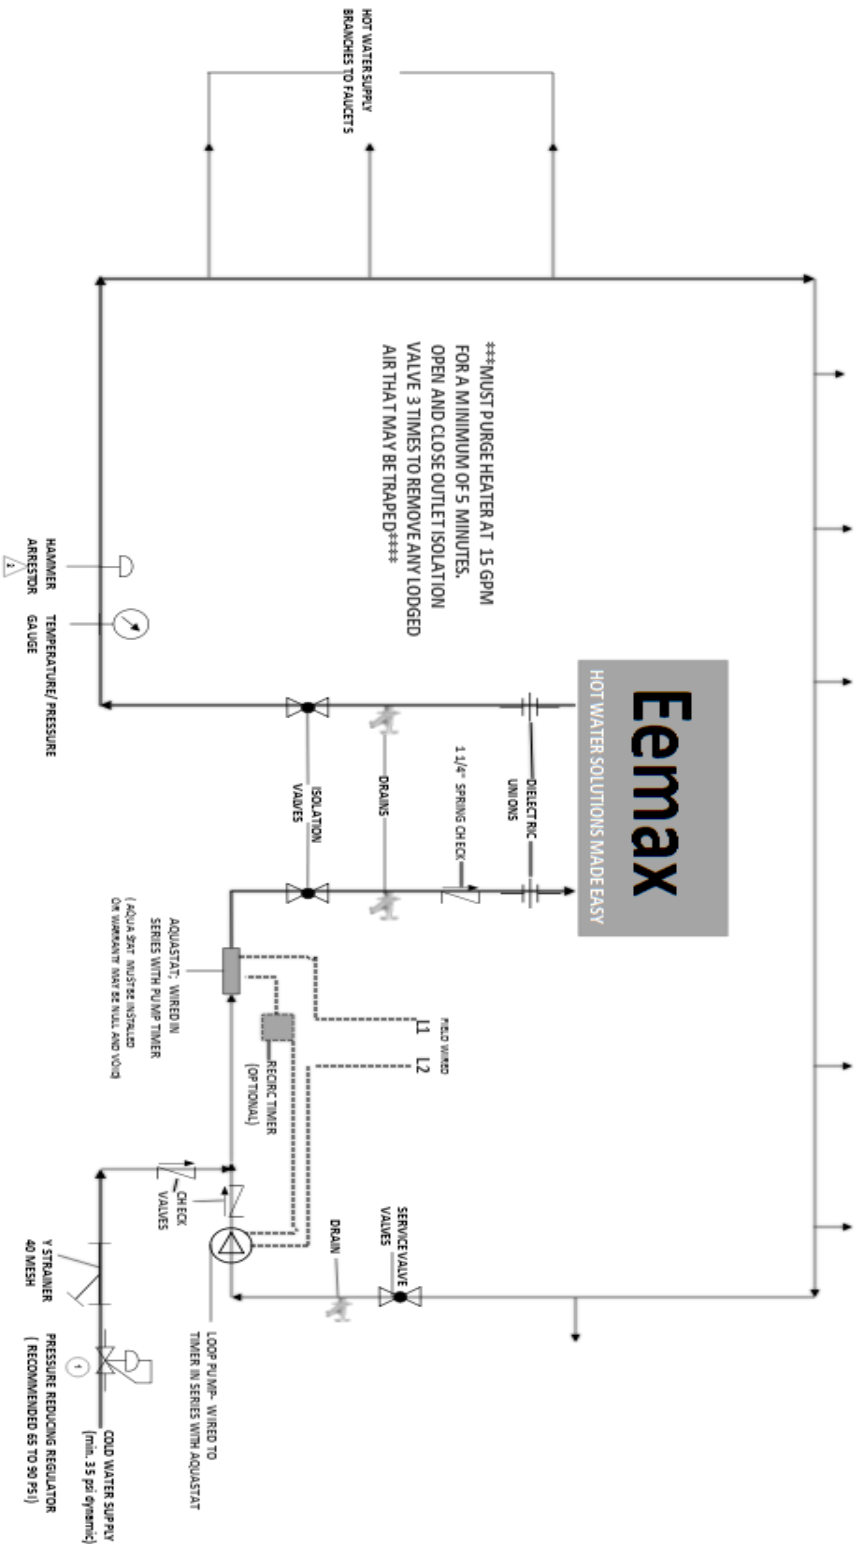 HOT WATER SUPPLY
BRANCHES TO FAUCETS
***MUST PURGE HEATER AT 15 GPM
FOR A MINIMUM OF 5 MINUTES.
OPEN AND CLOSE OUTLET ISOLATION
VALVE 3 TIMES TO REMOVE ANY LODGED
AIR THAT MAY BE TRAPED****
HAMMER
ARRESTOR
2
TEMPERATURE/ PRESSURE
GAUGE
Eemax
HOT WATER SOLUTIONS MADE EASY
DIELECTRIC
UNIONS
1 1/4" SPRING CHECK
DRAINS
ISOLATION
VALVES
AQUASTAT; WIRED IN
SERIES WITH PUMP TIMER
( AQUA STAT MUST BE INSTALLED
OR WARRANTY MAY BE NULL AND VOID)
FIELD WIRED
L1
L2
RECIRC TIMER
(OPTIONAL)
CHECK
VALVES
SERVICE VALVE
VALVES
DRAIN
Y STRAINER
40 MESH
LOOP PUMP- WIRED TO
TIMER IN SERIES WITH AQUASTAT
1
PRESSURE REDUCING REGULATOR
( RECOMMENDED 65 TO 90 PSI)
COLD WATER SUPPLY
(min. 35 psi dynamic)